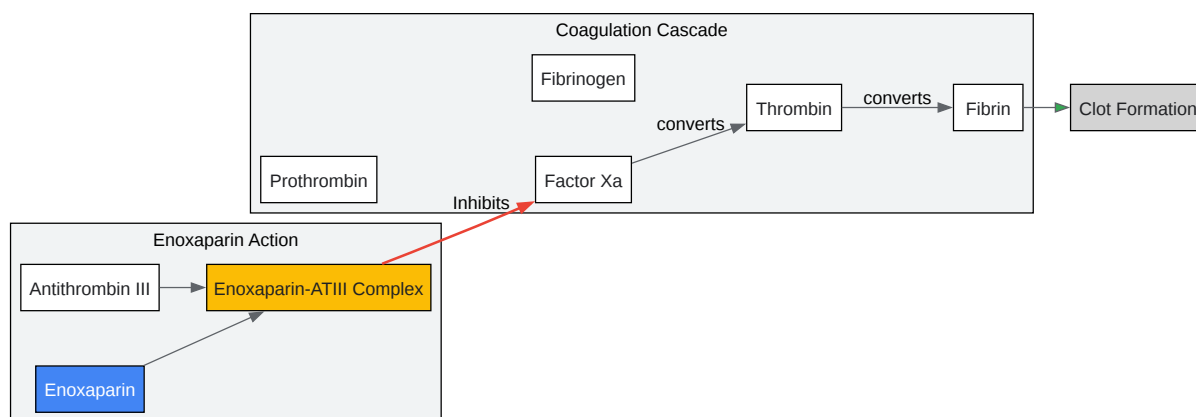 Coagulation Cascade
Fibrinogen
Thrombin
converts
Fibrin
Clot Formation
converts
Prothrombin
Factor Xa
Inhibits
Enoxaparin Action
Antithrombin III
Enoxaparin-ATIII Complex
Enoxaparin